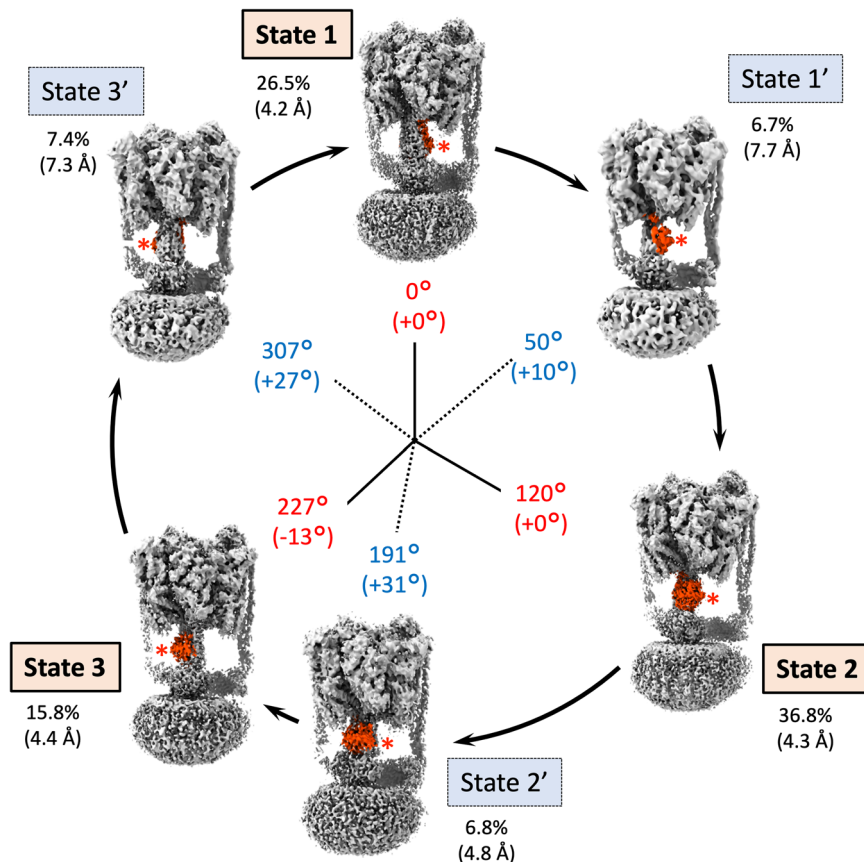 State 1
26.5%
(4.2 Å)
*
State 1’
6.7%
(7.7 Å)
*
State 3’
7.4%
(7.3 Å)
*
0°
(+0°)
50°
(+10°)
307°
(+27°)
120°
(+0°)
227°
(-13°)
191°
(+31°)
*
State 2
36.8%
(4.3 Å)
*
State 3
15.8%
(4.4 Å)
*
State 2’
6.8%
(4.8 Å)